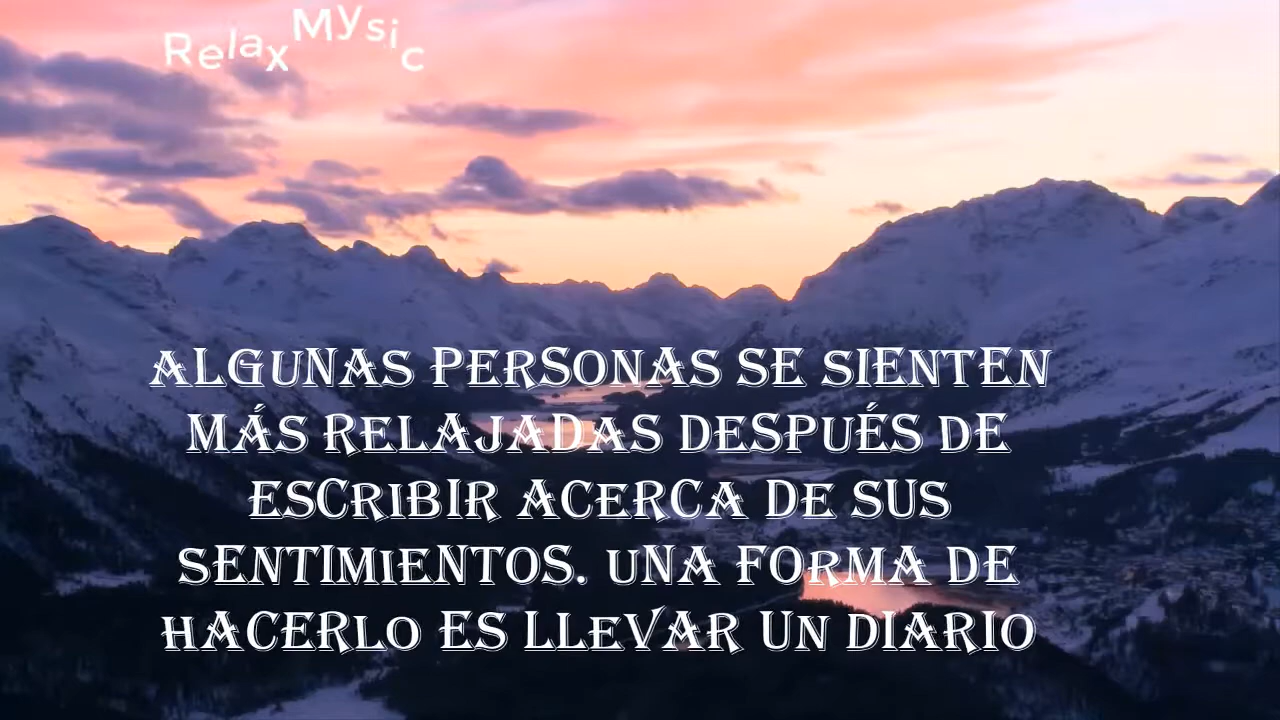 Relax Mysic
ALGUNAS PERSONAS SE SIENTEN
MÁS RELAJADAS DESPUÉS DE
ESCRIBIR ACERCA DE SUS
SENTIMIENTOS. UNA FORMA DE
HACERLO ES LLEVAR UN DIARIO